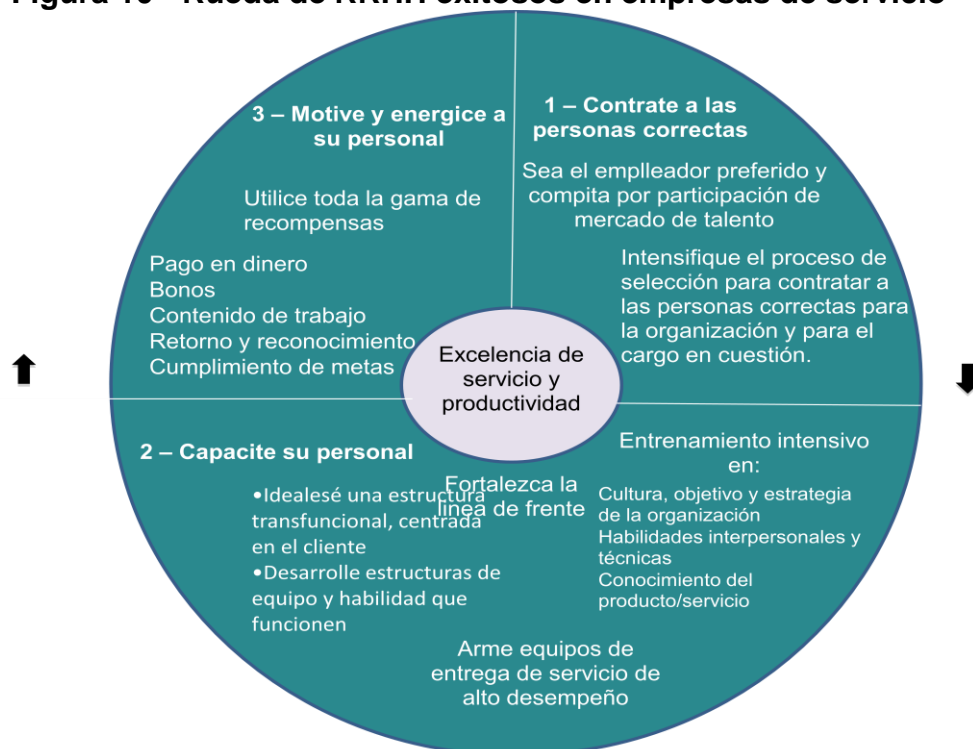 Figura - Rueda de RRHH exitosos en empresas de servicio
3 – Motive y energice a
su personal
Utilice toda la gama de
recompensas
Pago en dinero
Bonos
Contenido de trabajo
Retorno y reconocimiento
Cumplimiento de metas
1 – Contrate a las
personas correctas
Sea el emplleador preferido y
compita por participación de
mercado de talento
Intensifique el proceso de
selección para contratar a
las personas correctas para
la organización y para el
cargo en cuestión.
Excelencia de
servicio y
productividad
2 – Capacite su personal
•Idealesé una estructura
transfuncional, centrada
en el cliente
•Desarrolle estructuras de
equipo y habilidad que
funcionen
Fortalezca la
línea de frente
Entrenamiento intensivo
en:
Cultura, objetivo y estrategia
de la organización
Habilidades interpersonales y
técnicas
Conocimiento del
producto/servicio
Arme equipos de
entrega de servicio de
alto desempeño